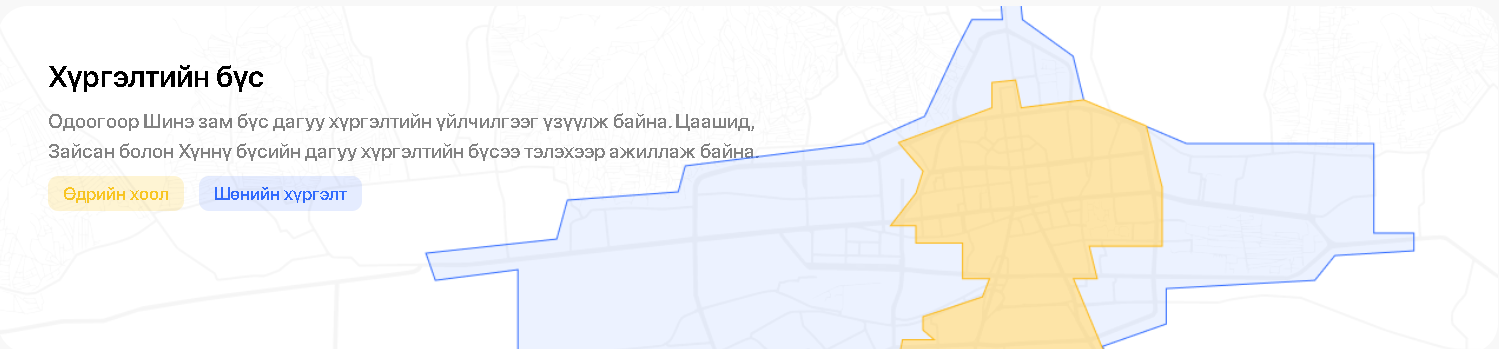 Хүргэлтийн бүс
Одоогоор Шинэ зам бүс дагуу хүргэлтийн үйлчилгээг үзүүлж байна. Цаашид,
Зайсан болон Хүннү бүсийн дагуу хүргэлтийн бүсээ тэлэхээр ажиллаж байна.
Өдрийн хоол
Шөнийн хүргэлт